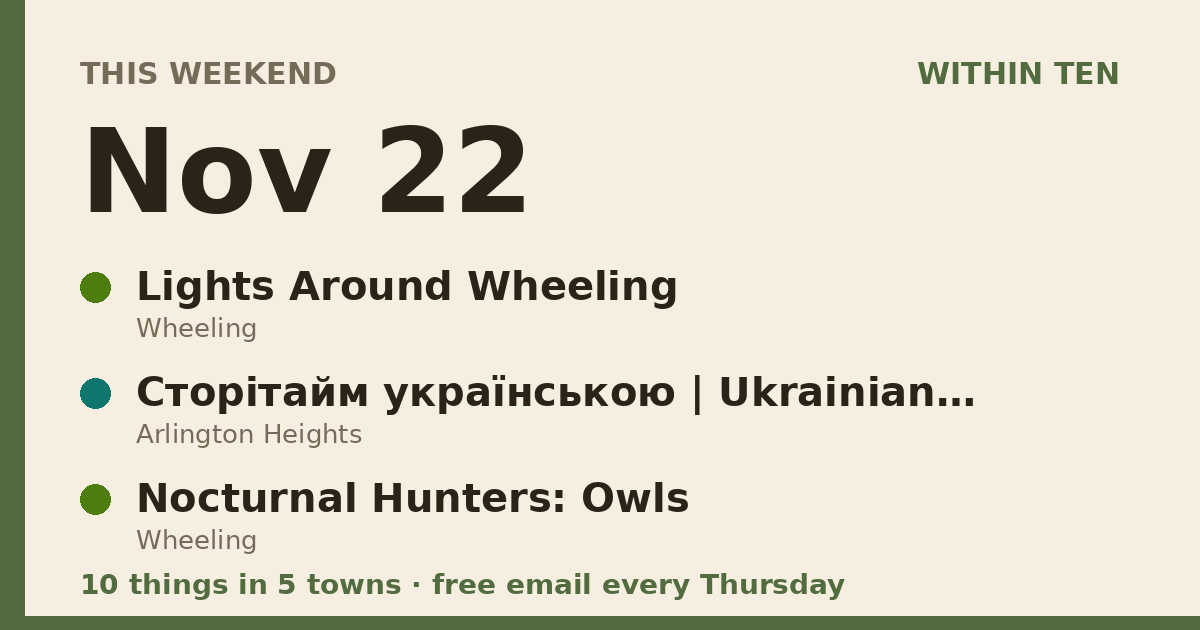 THIS WEEKEND
WITHIN TEN
Nov 22
Lights Around Wheeling
Wheeling
Сторітайм українською | Ukrainian…
Arlington Heights
Nocturnal Hunters: Owls
Wheeling
10 things in 5 towns · free email every Thursday